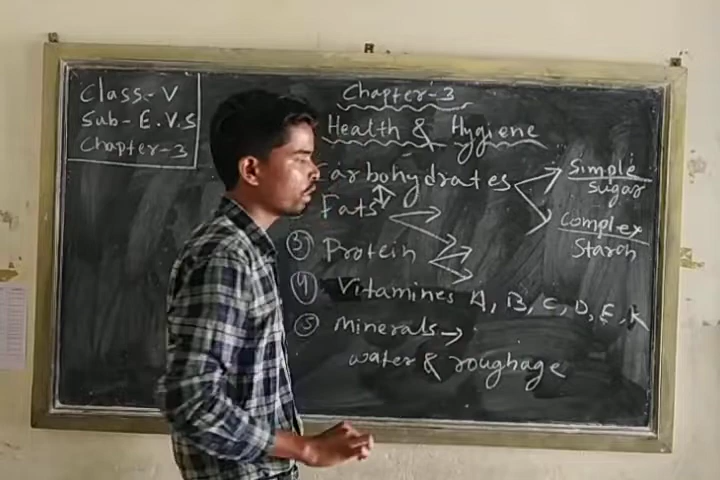 Class-V
Sub-E.V.S
Chapter-3
Chapter-3
Health & Hygiene
Carbohydrates
Simple
sugar
complex
Starch
Fats
③ Protein
④ Vitamines A, B, C, D, E, K
⑤ Minerals →
water & roughage